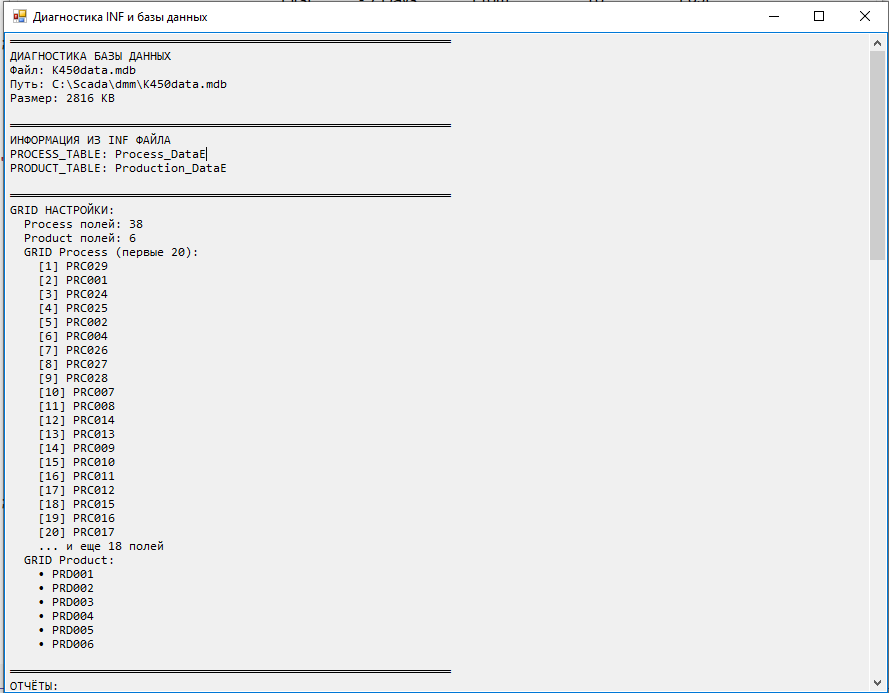 Диагностика INF и базы данных
ДИАГНОСТИКА БАЗЫ ДАННЫХ
Файл: K450data.mdb
Путь: C:\Scada\dmm\K450data.mdb
Размер: 2816 KB
ИНФОРМАЦИЯ ИЗ INF ФАЙЛА
PROCESS_TABLE: Process_DataE
PRODUCT_TABLE: Production_DataE
GRID НАСТРОЙКИ:
Process полей: 38
Product полей: 6
GRID Process (первые 20):
[1] PRC029
[2] PRC001
[3] PRC024
[4] PRC025
[5] PRC002
[6] PRC004
[7] PRC026
[8] PRC027
[9] PRC028
[10] PRC007
[11] PRC008
[12] PRC014
[13] PRC013
[14] PRC009
[15] PRC010
[16] PRC011
[17] PRC012
[18] PRC015
[19] PRC016
[20] PRC017
... и еще 18 полей
GRID Product:
• PRD001
• PRD002
• PRD003
• PRD004
• PRD005
• PRD006
ОТЧЁТЫ: